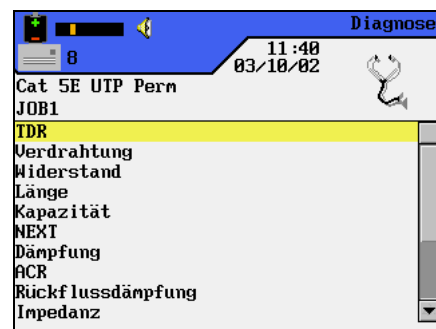 Diagnose
8
11:40
03/10/02
Cat 5E UTP Perm
JOB1
TDR
Verdrahtung
Widerstand
Länge
Kapazität
NEXT
Dämpfung
ACR
Rückflussdämpfung
Impedanz